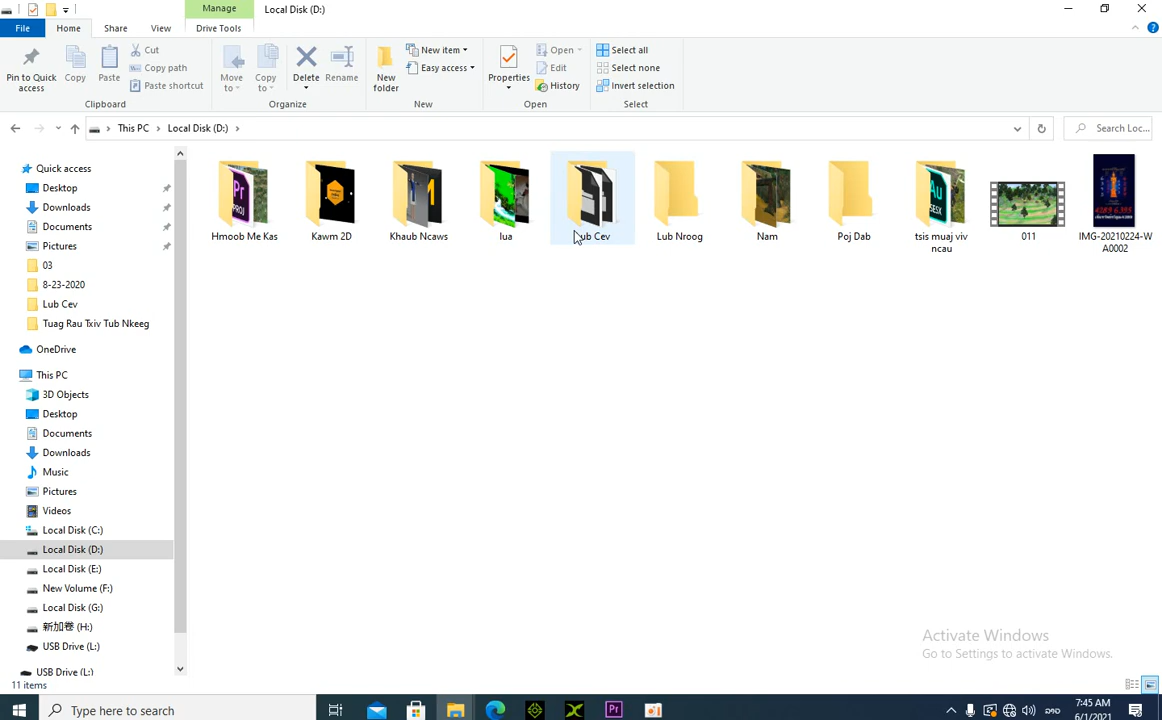 Manage
Local Disk (D:)
File
Home
Share
View
Drive Tools
Pin to Quick
access
Copy
Paste
Cut
Copy path
Paste shortcut
Clipboard
Move
to
Copy
to
Delete
Rename
Organize
New
folder
New item
Easy access
New
Properties
Open
Edit
History
Open
Select all
Select none
Invert selection
Select
This PC
Local Disk (D:)
Search Loc...
Quick access
Desktop
Downloads
Documents
Pictures
03
8-23-2020
Lub Cev
Tuag Rau Txiv Tub Nkeeg
OneDrive
This PC
3D Objects
Desktop
Documents
Downloads
Music
Pictures
Videos
Local Disk (C:)
Local Disk (D:)
Local Disk (E:)
New Volume (F:)
Local Disk (G:)
新加卷 (H:)
USB Drive (L:)
USB Drive (L:)
Hmoob Me Kas
Kawm 2D
Khaub Ncaws
lua
Lub Cev
Lub Nroog
Nam
Poj Dab
tsis muaj viv
ncau
011
IMG-20210224-W
A0002
Activate Windows
Go to Settings to activate Windows.
11 items
Type here to search
7:45 AM
6/1/2021